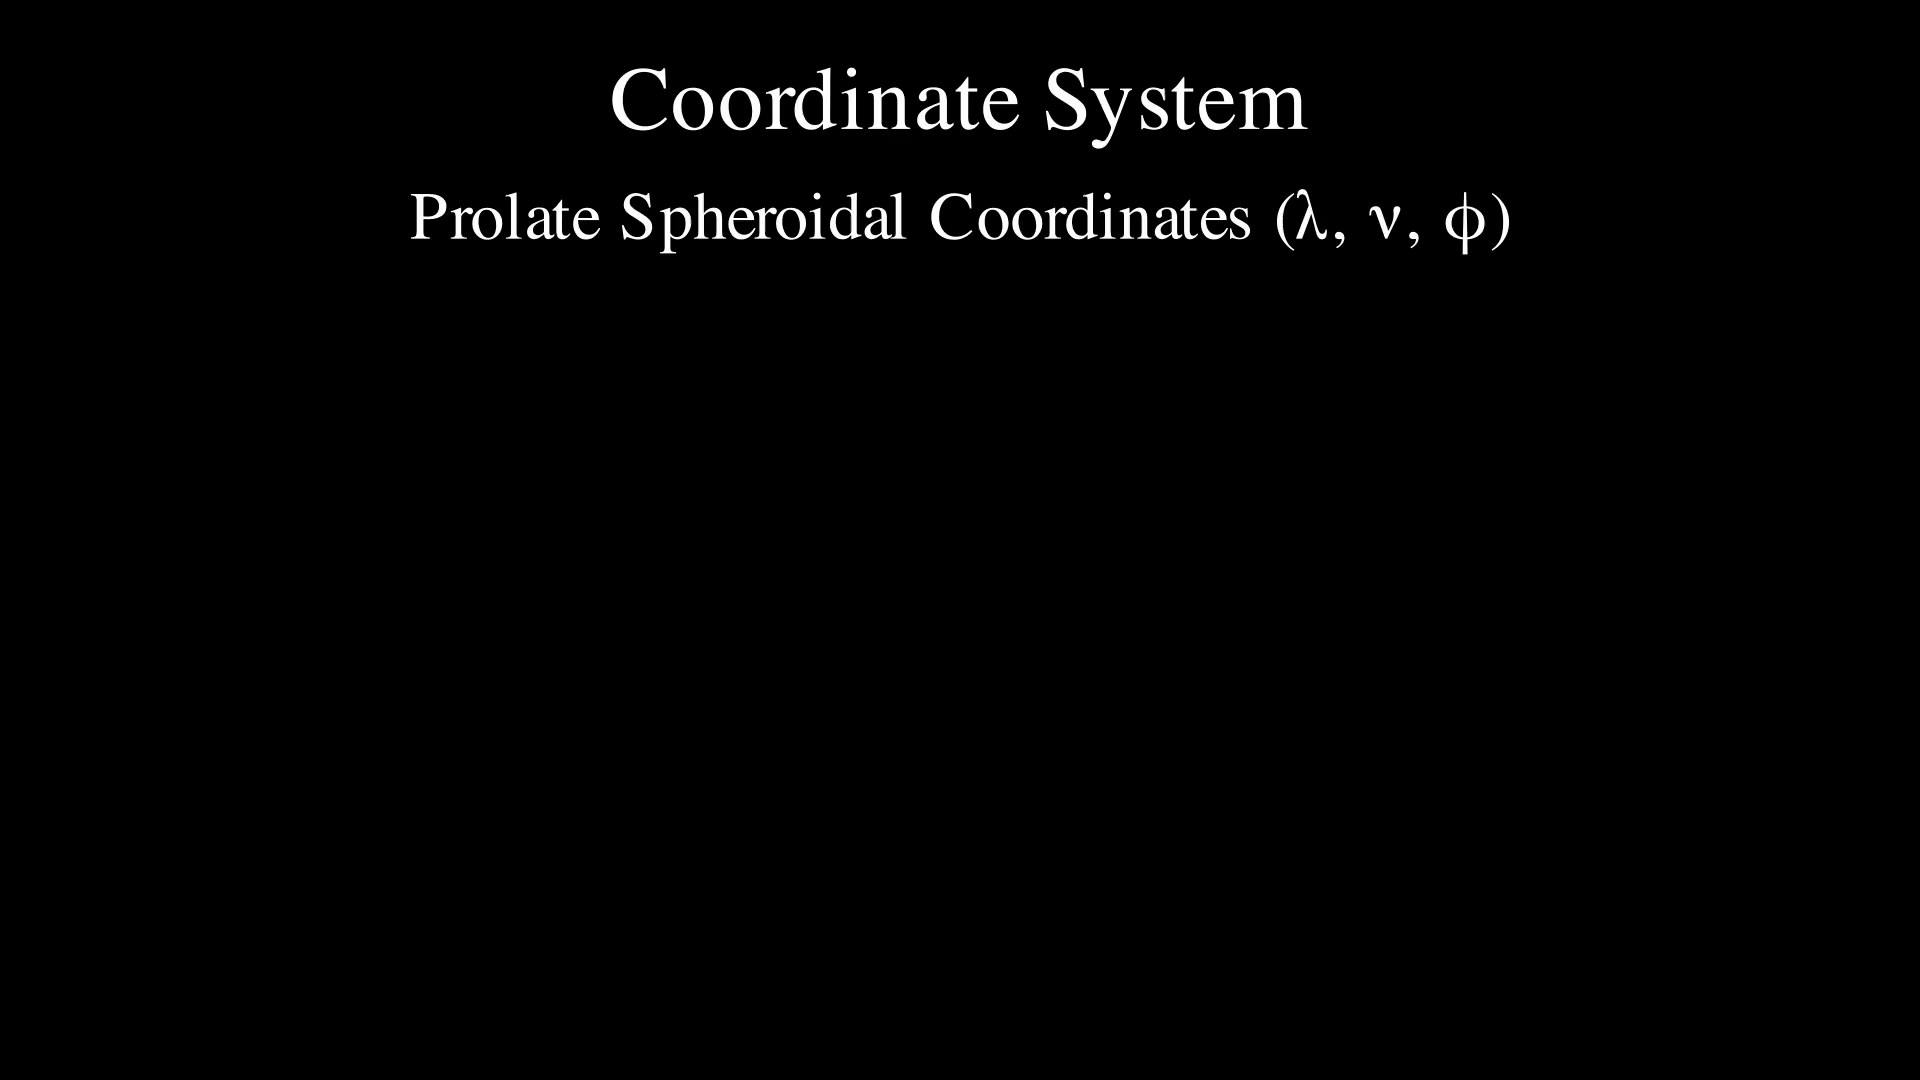 Coordinate System
Prolate Spheroidal Coordinates (λ, ν, ϕ)